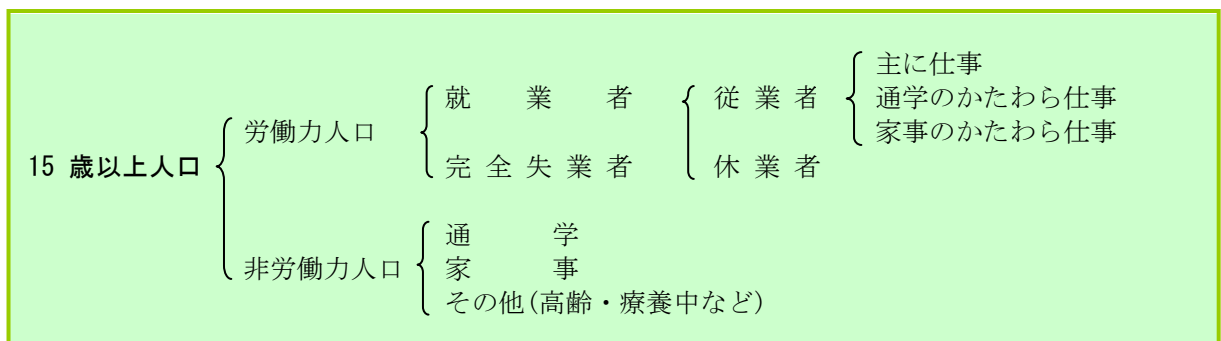 主に仕事
就 業 者 従 業 者 通学のかたわら仕事
労働力人口 家事のかたわら仕事
15 歳以上人口 完 全 失 業 者 休 業 者
通 学
非労働力人口 家 事
その他(高齢・療養中など)